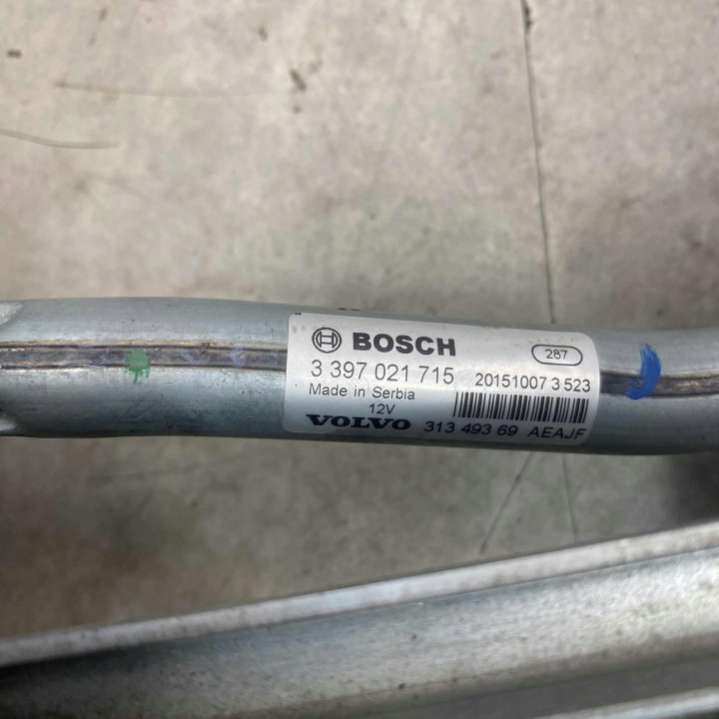 BOSCH
287
3 397 021 715 20151007 3 523
Made in Serbia
12V
VOLVO 313 493 69 AEAJF